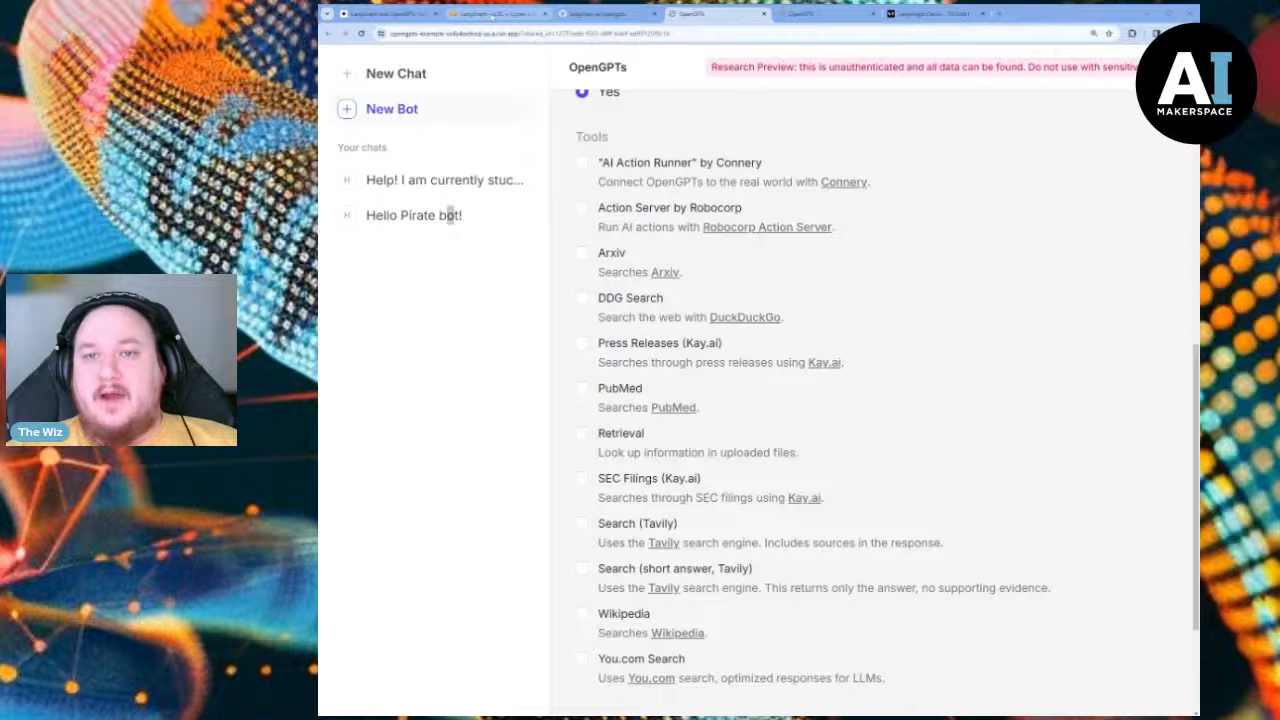 New Chat
OpenGPTs
Research Preview: this is unauthenticated and all data can be found. Do not use with sensitiv
AI
MAKERSPACE
New Bot
Yes
Your chats
Tools
Help! I am currently stuc...
"AI Action Runner" by Connery
Connect OpenGPTs to the real world with Connery.
Hello Pirate bot!
Action Server by Robocorp
Run AI actions with Robocorp Action Server.
Arxiv
Searches Arxiv.
DDG Search
Search the web with DuckDuckGo.
Press Releases (Kay.ai)
Searches through press releases using Kay.ai.
PubMed
Searches PubMed.
The Wiz
Retrieval
Look up information in uploaded files.
SEC Filings (Kay.ai)
Searches through SEC filings using Kay.ai.
Search (Tavily)
Uses the Tavily search engine. Includes sources in the response.
Search (short answer, Tavily)
Uses the Tavily search engine. This returns only the answer, no supporting evidence.
Wikipedia
Searches Wikipedia.
You.com Search
Uses You.com search, optimized responses for LLMs.